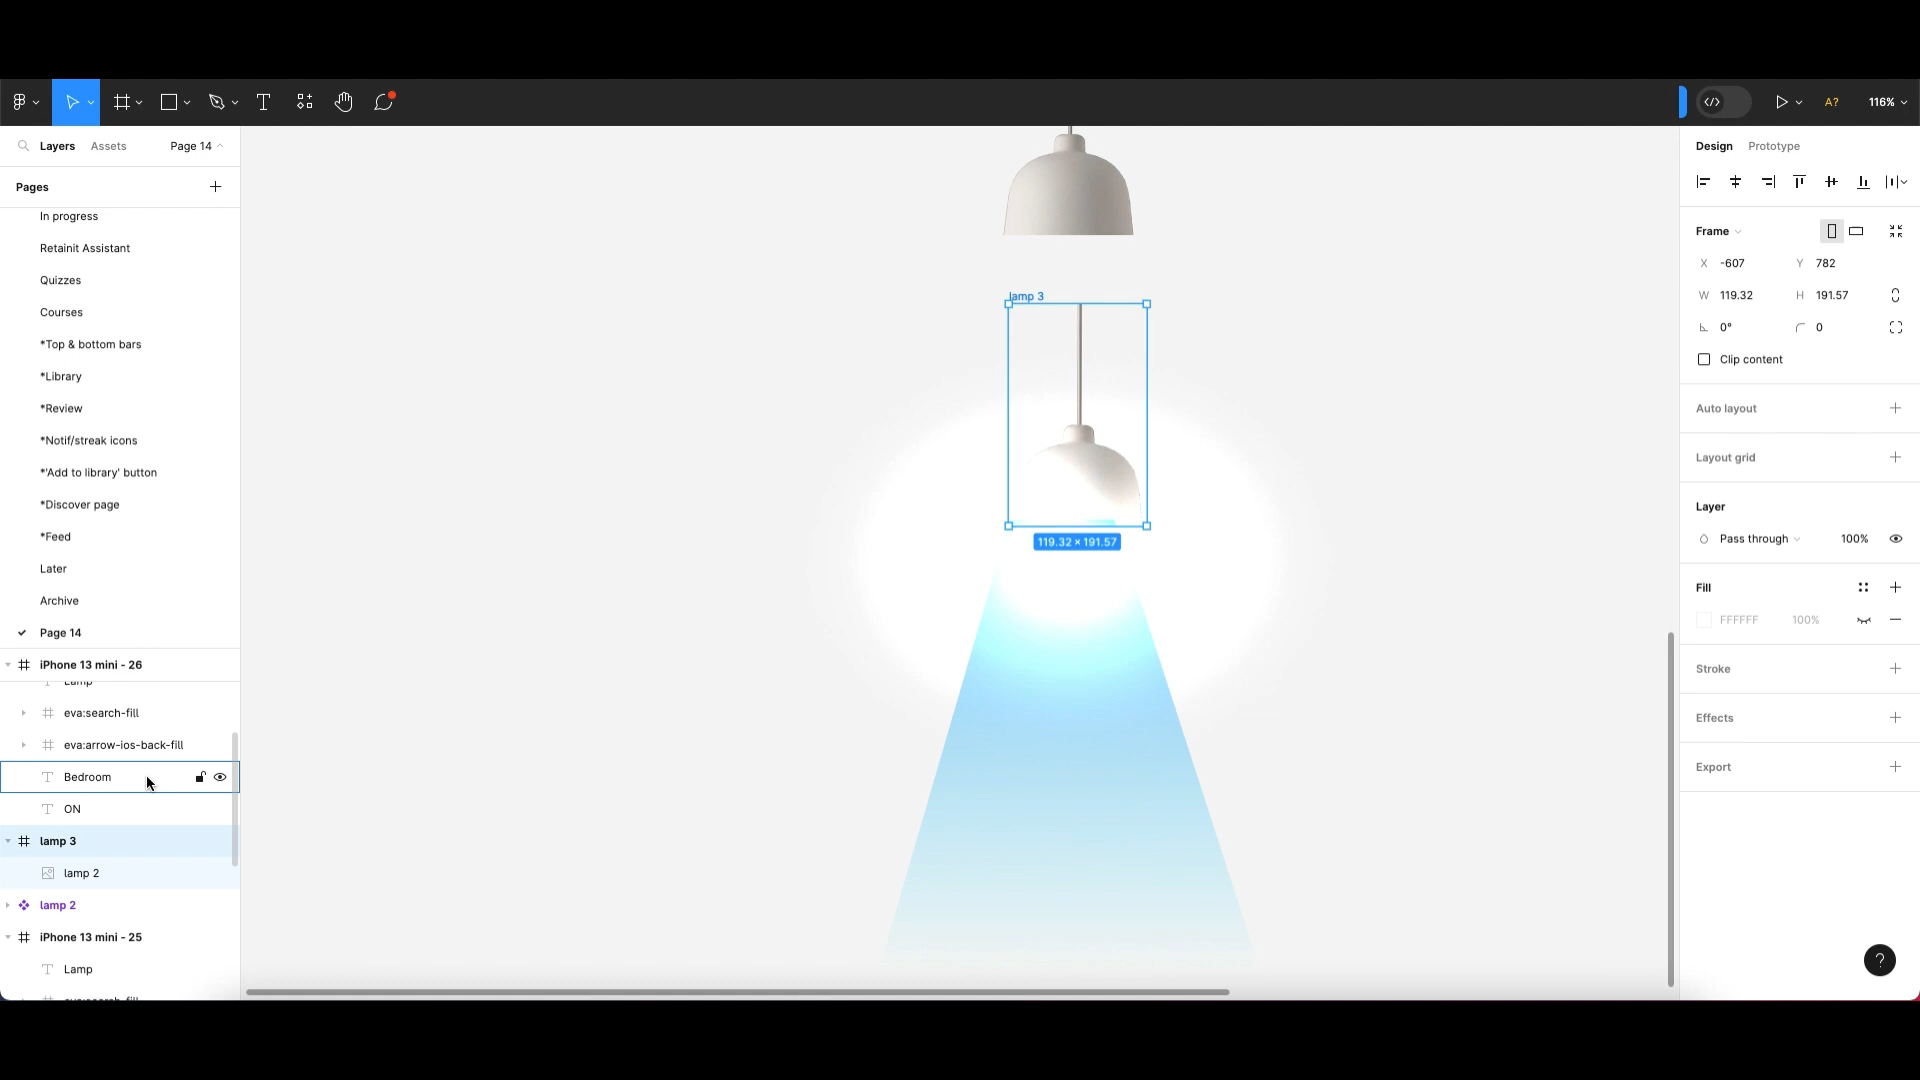 A?
116%
Layers
Assets
Page 14
Pages
In progress
Retainit Assistant
Quizzes
Courses
*Top & bottom bars
*Library
*Review
*Notif/streak icons
*'Add to library' button
*Discover page
*Feed
Later
Archive
Page 14
iPhone 13 mini - 26
Lamp
eva:search-fill
eva:arrow-ios-back-fill
Bedroom
ON
lamp 3
lamp 2
lamp 2
iPhone 13 mini - 25
Lamp
eva:search-fill
lamp 3
119.32 × 191.57
Design
Prototype
Frame
X -607
Y 782
W 119.32
H 191.57
0°
0
Clip content
Auto layout
Layout grid
Layer
Pass through
100%
Fill
FFFFFF
100%
Stroke
Effects
Export
?